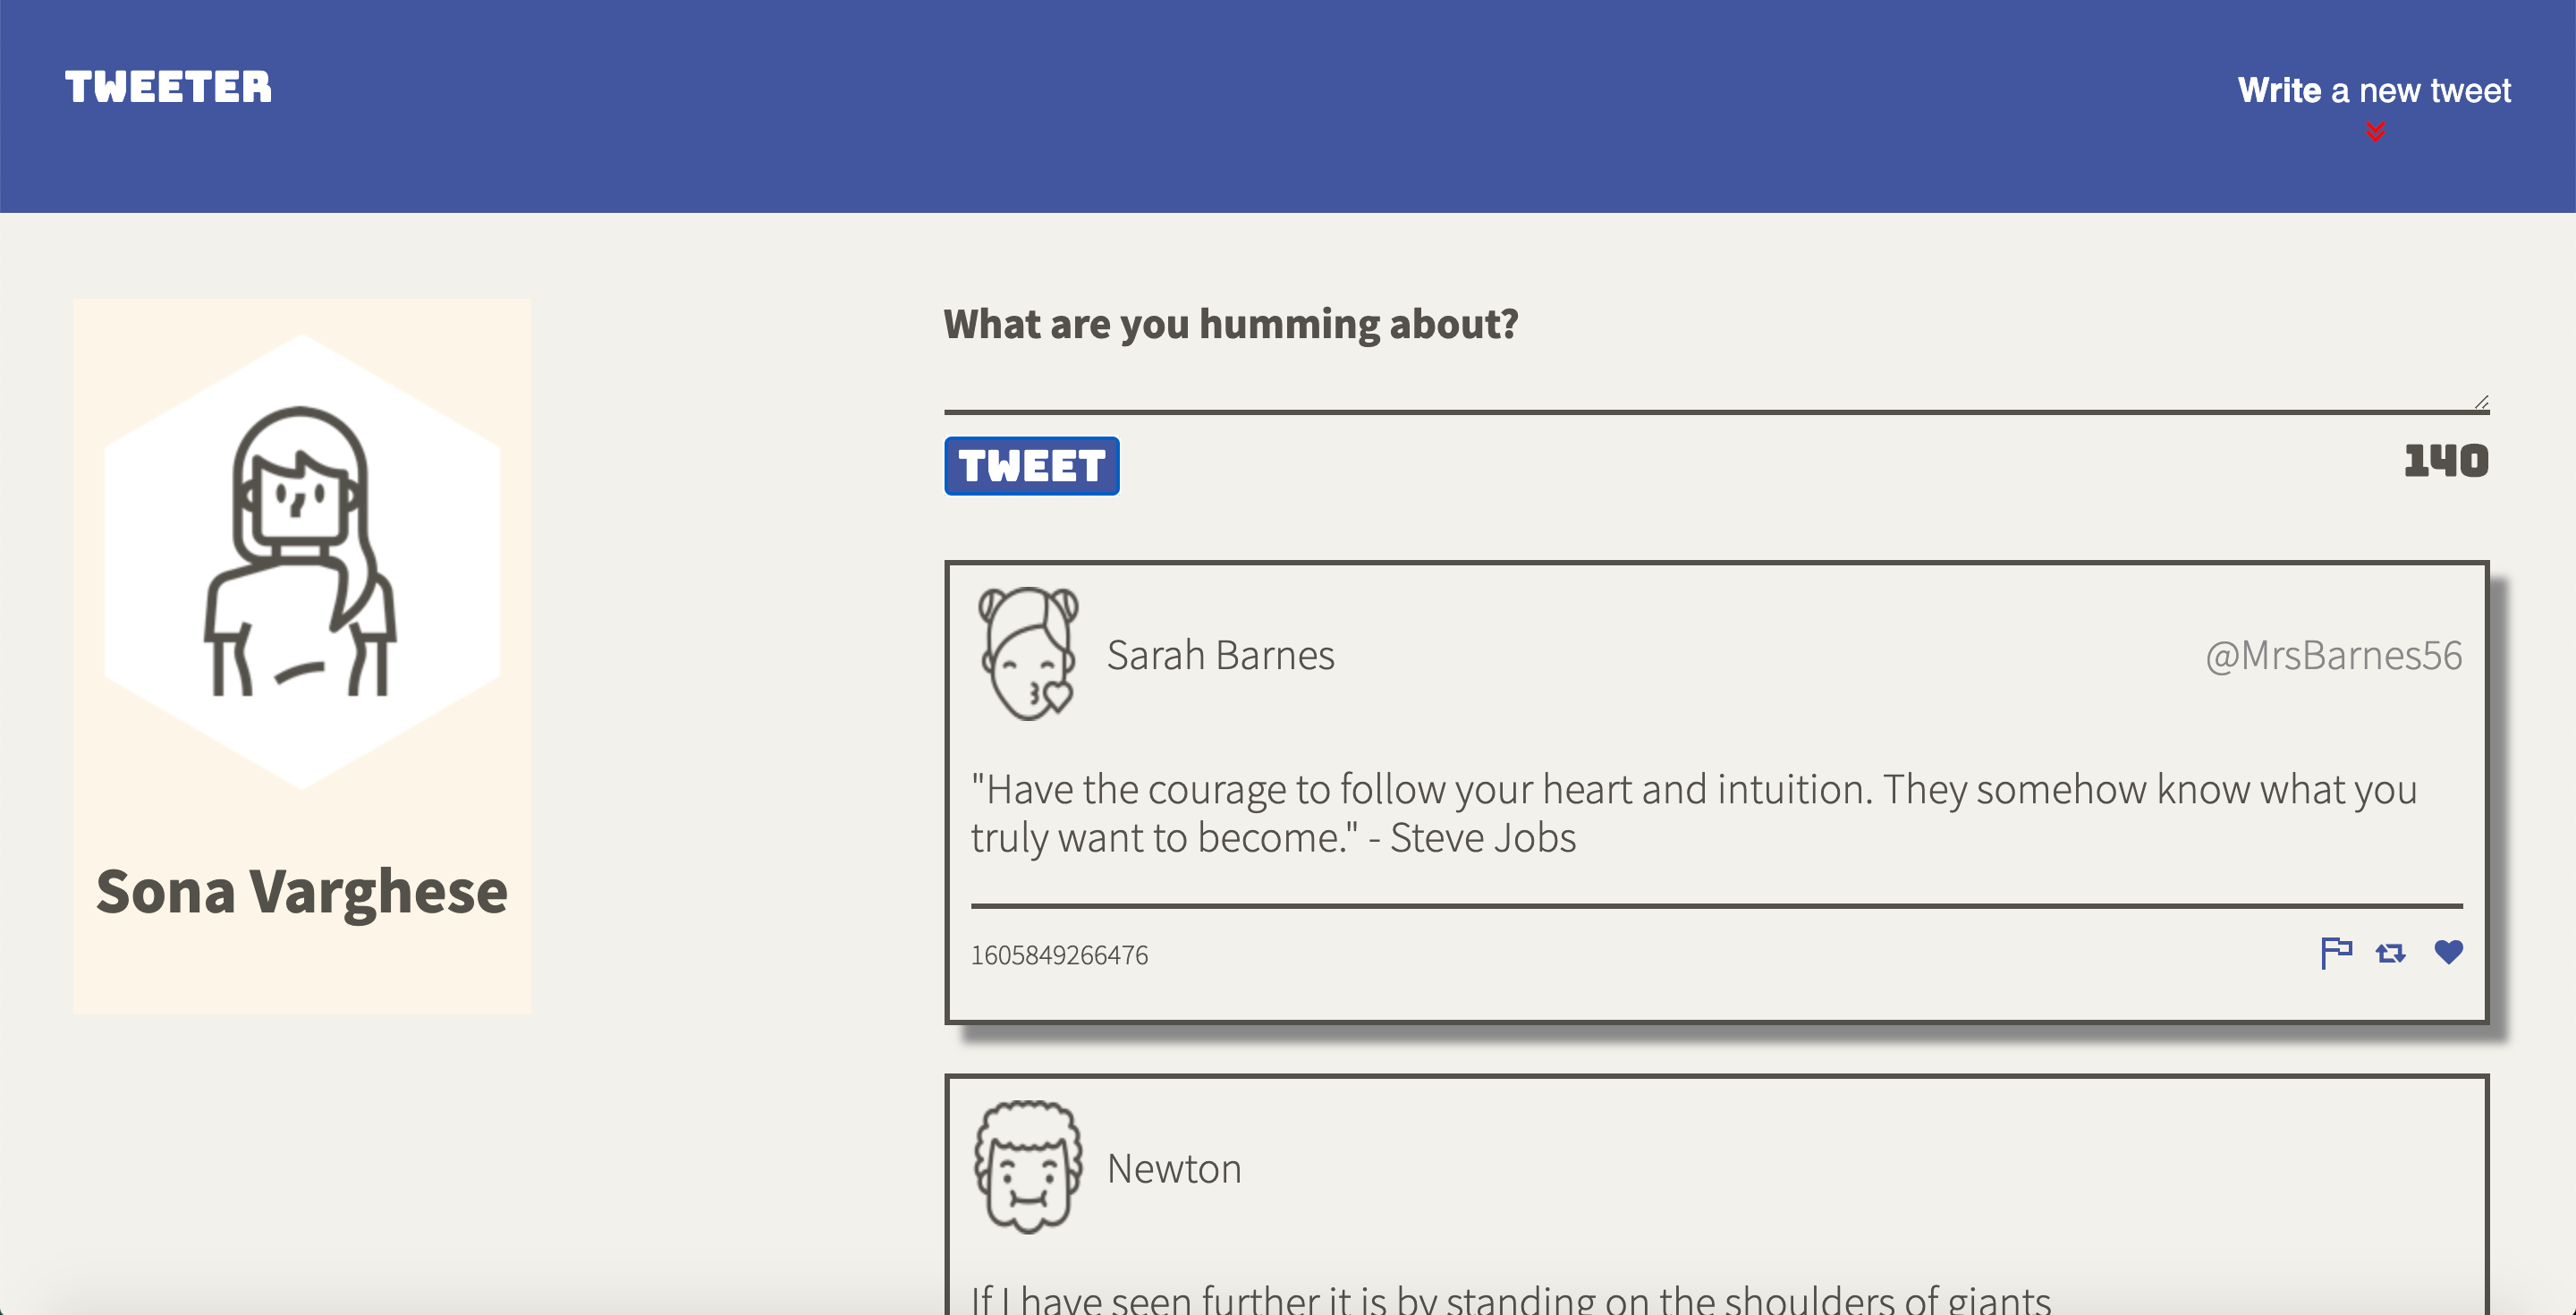 TWEETER
Write a new tweet
Sona Varghese
What are you humming about?
TWEET
140
Sarah Barnes
@MrsBarnes56
"Have the courage to follow your heart and intuition. They somehow know what you
truly want to become." - Steve Jobs
1605849266476
Newton
If I have seen further it is by standing on the shoulders of giants